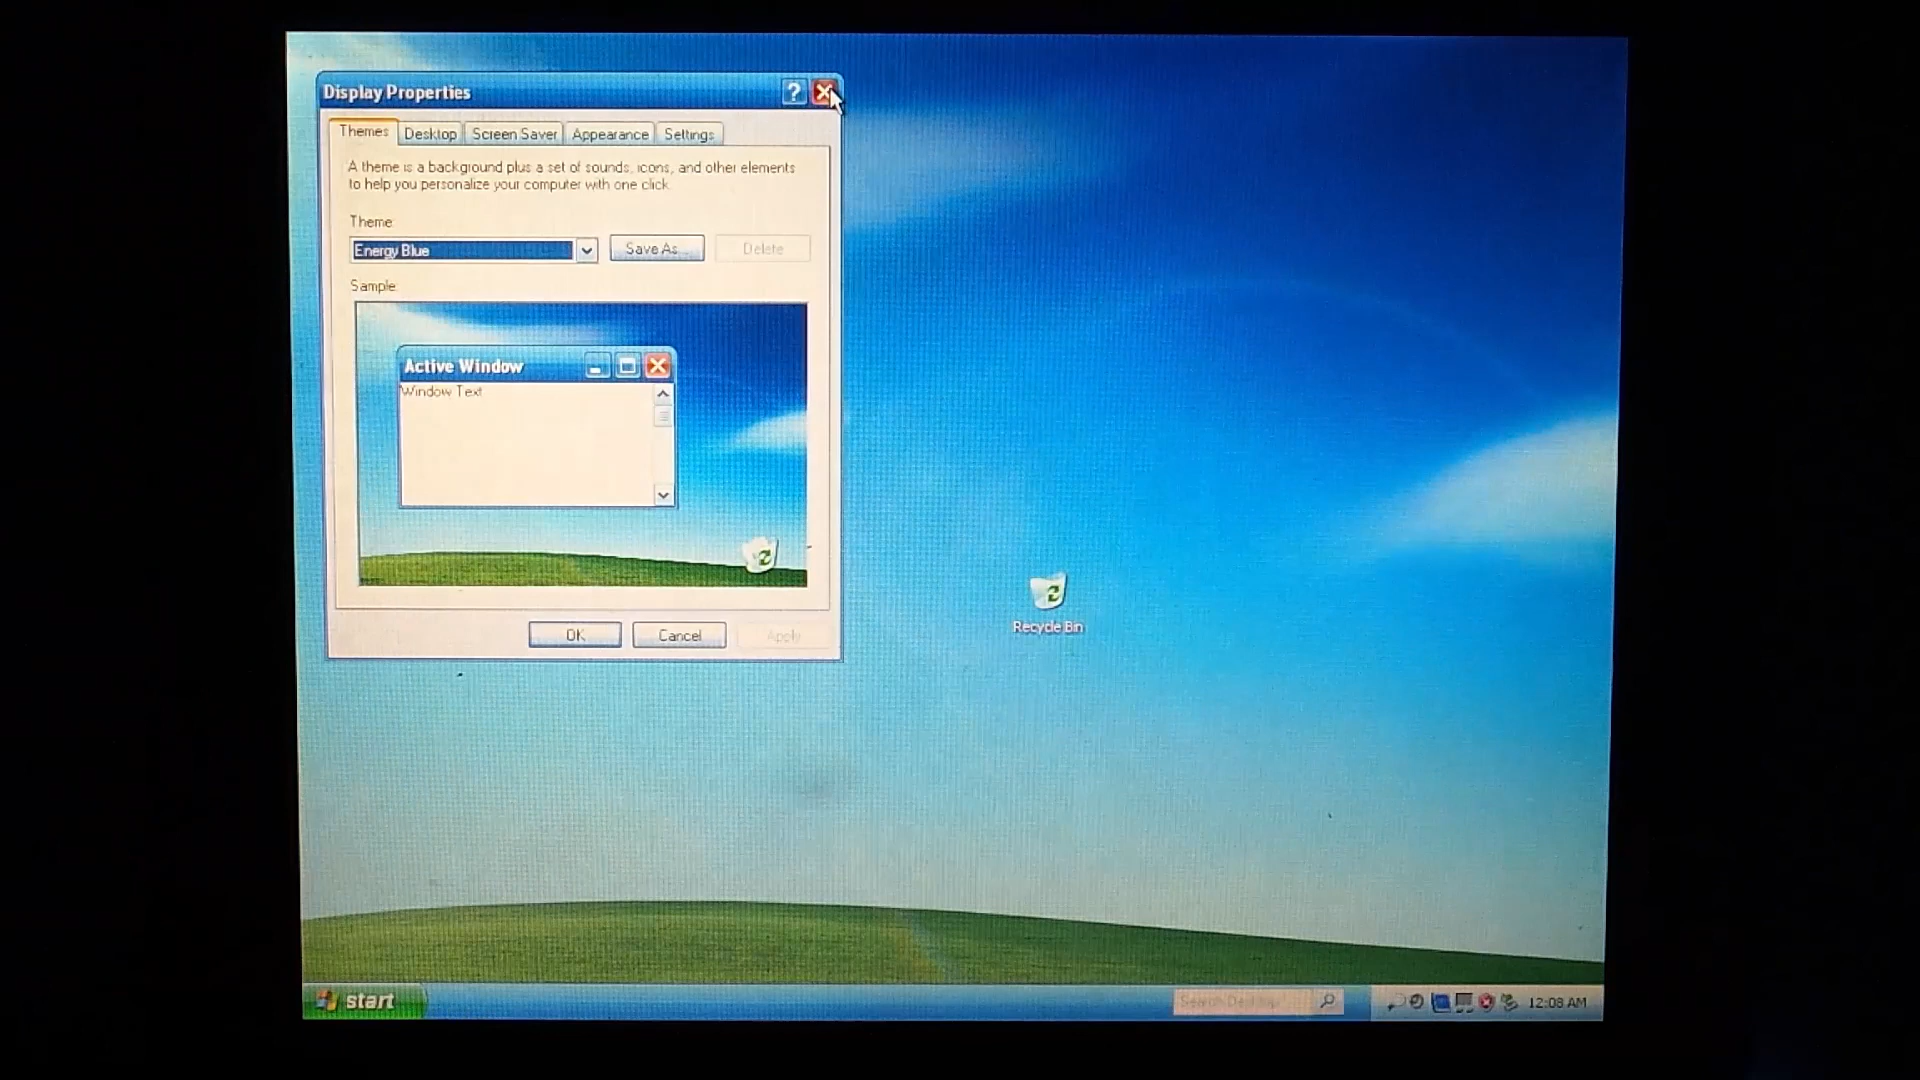 Display Properties
Themes Desktop Screen Saver Appearance Settings
A theme is a background plus a set of sounds, icons, and other elements
to help you personalize your computer with one click.
Theme:
Energy Blue Save As... Delete
Sample:
Active Window
Window Text
OK Cancel Apply
Recycle Bin
start Search Desktop 12:08 AM